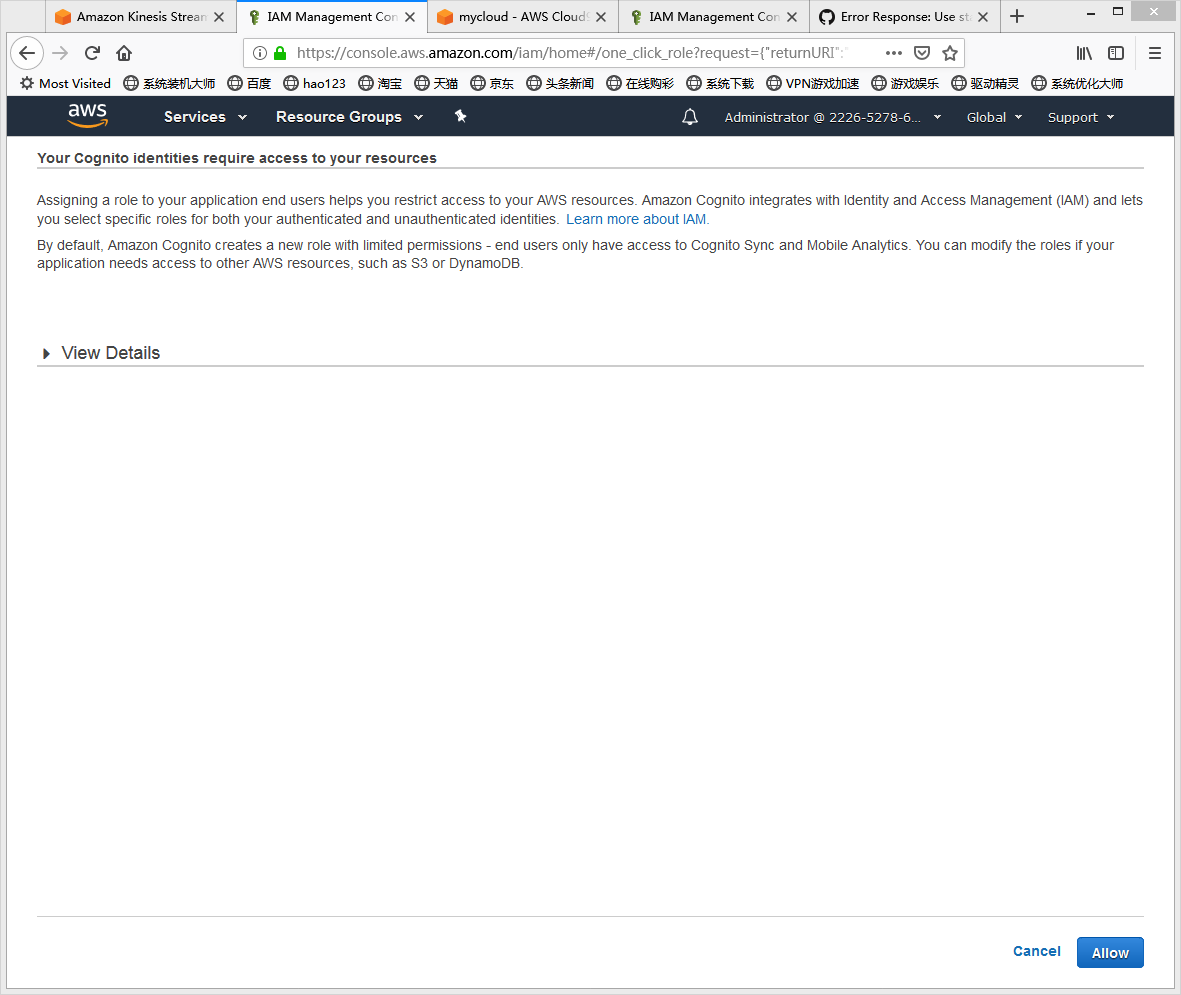 Amazon Kinesis Stream
IAM Management Con
mycloud - AWS Cloud
IAM Management Con
Error Response: Use st
https://console.aws.amazon.com/iam/home#/one_click_role?request={"returnURI":"
Most Visited 系统装机大师 百度 hao123 淘宝 天猫 京东 头条新闻 在线购彩 系统下载 VPN游戏加速 游戏娱乐 驱动精灵 系统优化大师
aws Services Resource Groups Administrator @ 2226-5278-6... Global Support
Your Cognito identities require access to your resources
Assigning a role to your application end users helps you restrict access to your AWS resources. Amazon Cognito integrates with Identity and Access Management (IAM) and lets
you select specific roles for both your authenticated and unauthenticated identities. Learn more about IAM.
By default, Amazon Cognito creates a new role with limited permissions - end users only have access to Cognito Sync and Mobile Analytics. You can modify the roles if your
application needs access to other AWS resources, such as S3 or DynamoDB.
View Details
Cancel Allow